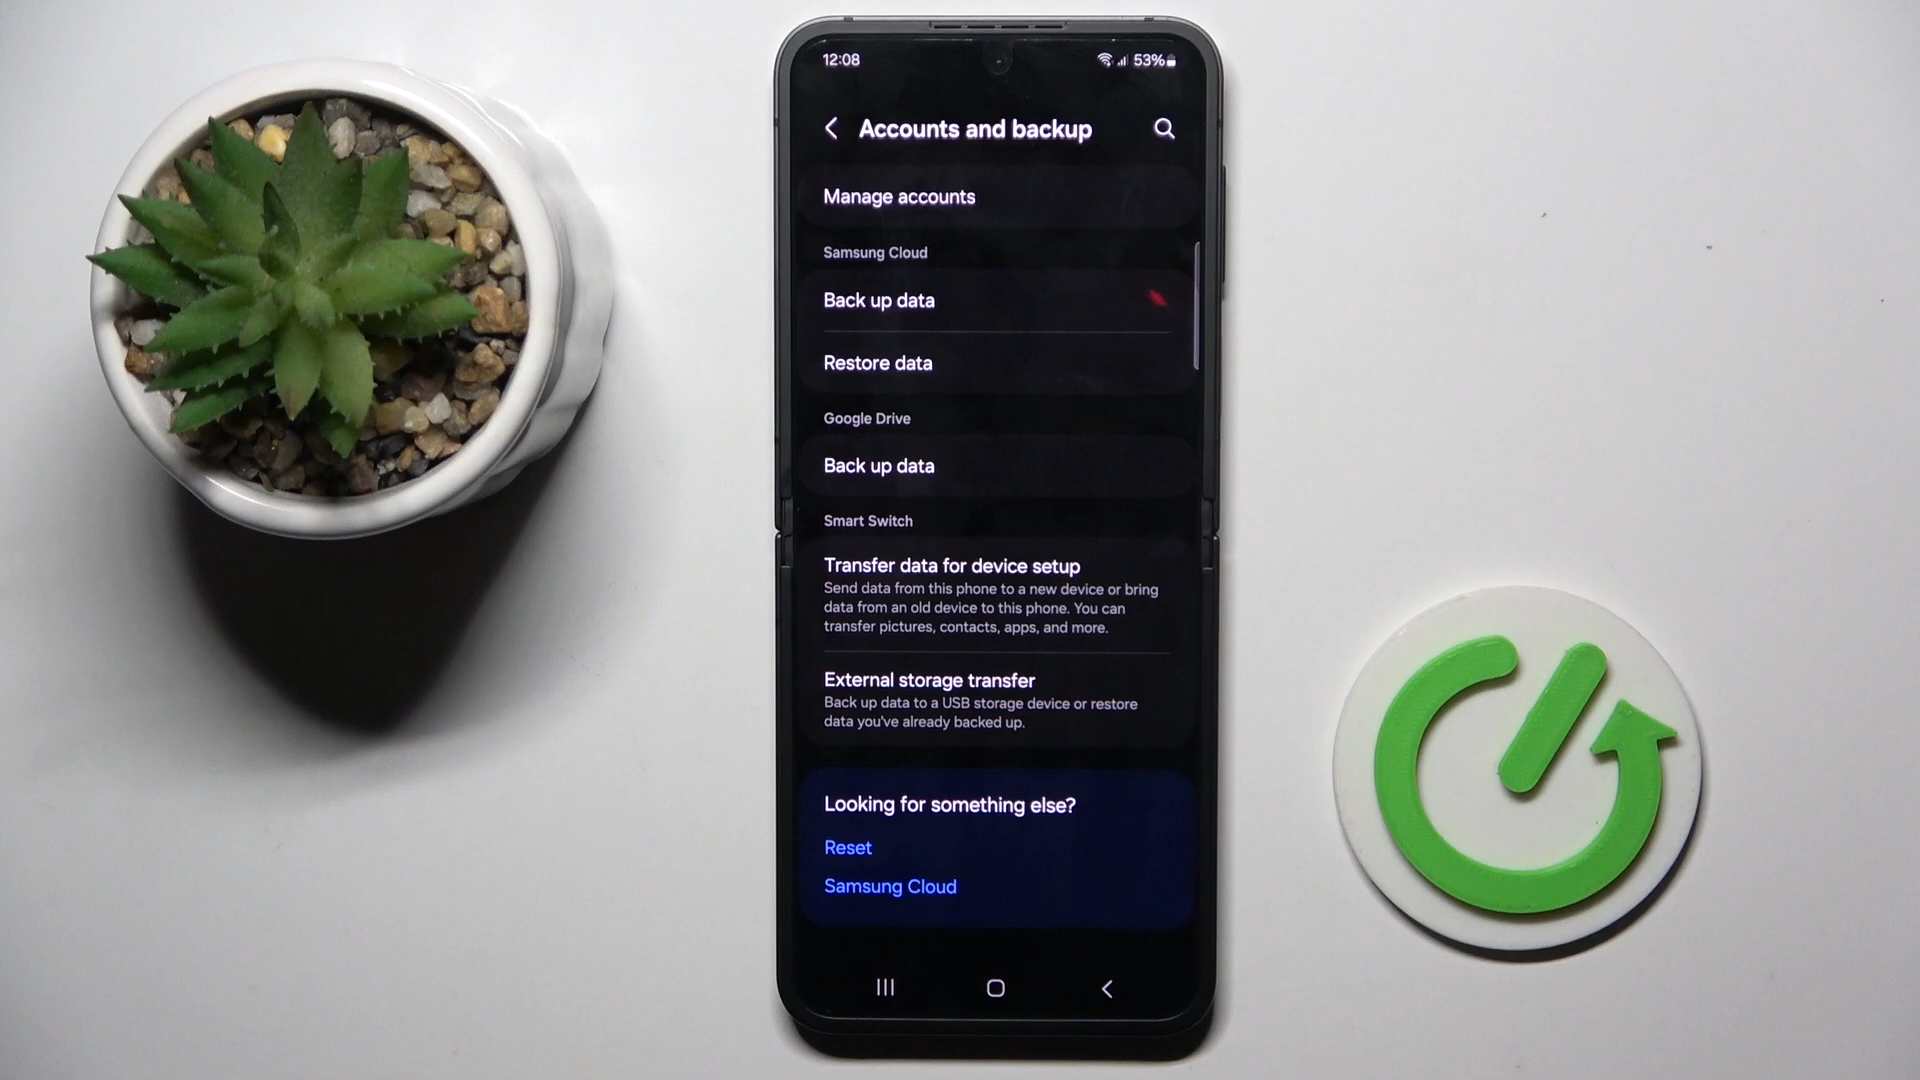 12:08
53%
Accounts and backup
Manage accounts
Samsung Cloud
Back up data
Restore data
Google Drive
Back up data
Smart Switch
Transfer data for device setup
Send data from this phone to a new device or bring
data from an old device to this phone. You can
transfer pictures, contacts, apps, and more.
External storage transfer
Back up data to a USB storage device or restore
data you've already backed up.
Looking for something else?
Reset
Samsung Cloud